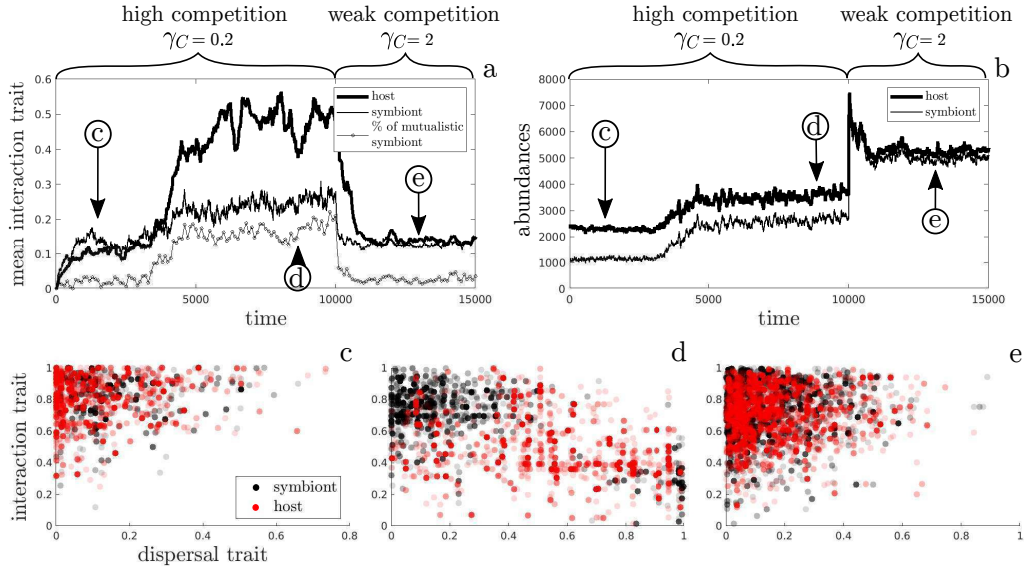 high competition
γC = 0.2
weak competition
γC = 2
a
mean interaction trait
0.6
0.5
0.4
0.3
0.2
0.1
0
host
symbiont
% of mutualistic
symbiont
c
d
e
0
5000
10000
15000
time
high competition
γC = 0.2
weak competition
γC = 2
b
abundances
8000
7000
6000
5000
4000
3000
2000
1000
0
host
symbiont
c
d
e
0
5000
10000
15000
time
c
interaction trait
1
0.8
0.6
0.4
0.2
0
symbiont
host
0
0.2
0.4
0.6
0.8
dispersal trait
d
1
0.8
0.6
0.4
0.2
0
0
0.2
0.4
0.6
0.8
1
e
1
0.8
0.6
0.4
0.2
0
0
0.2
0.4
0.6
0.8
1